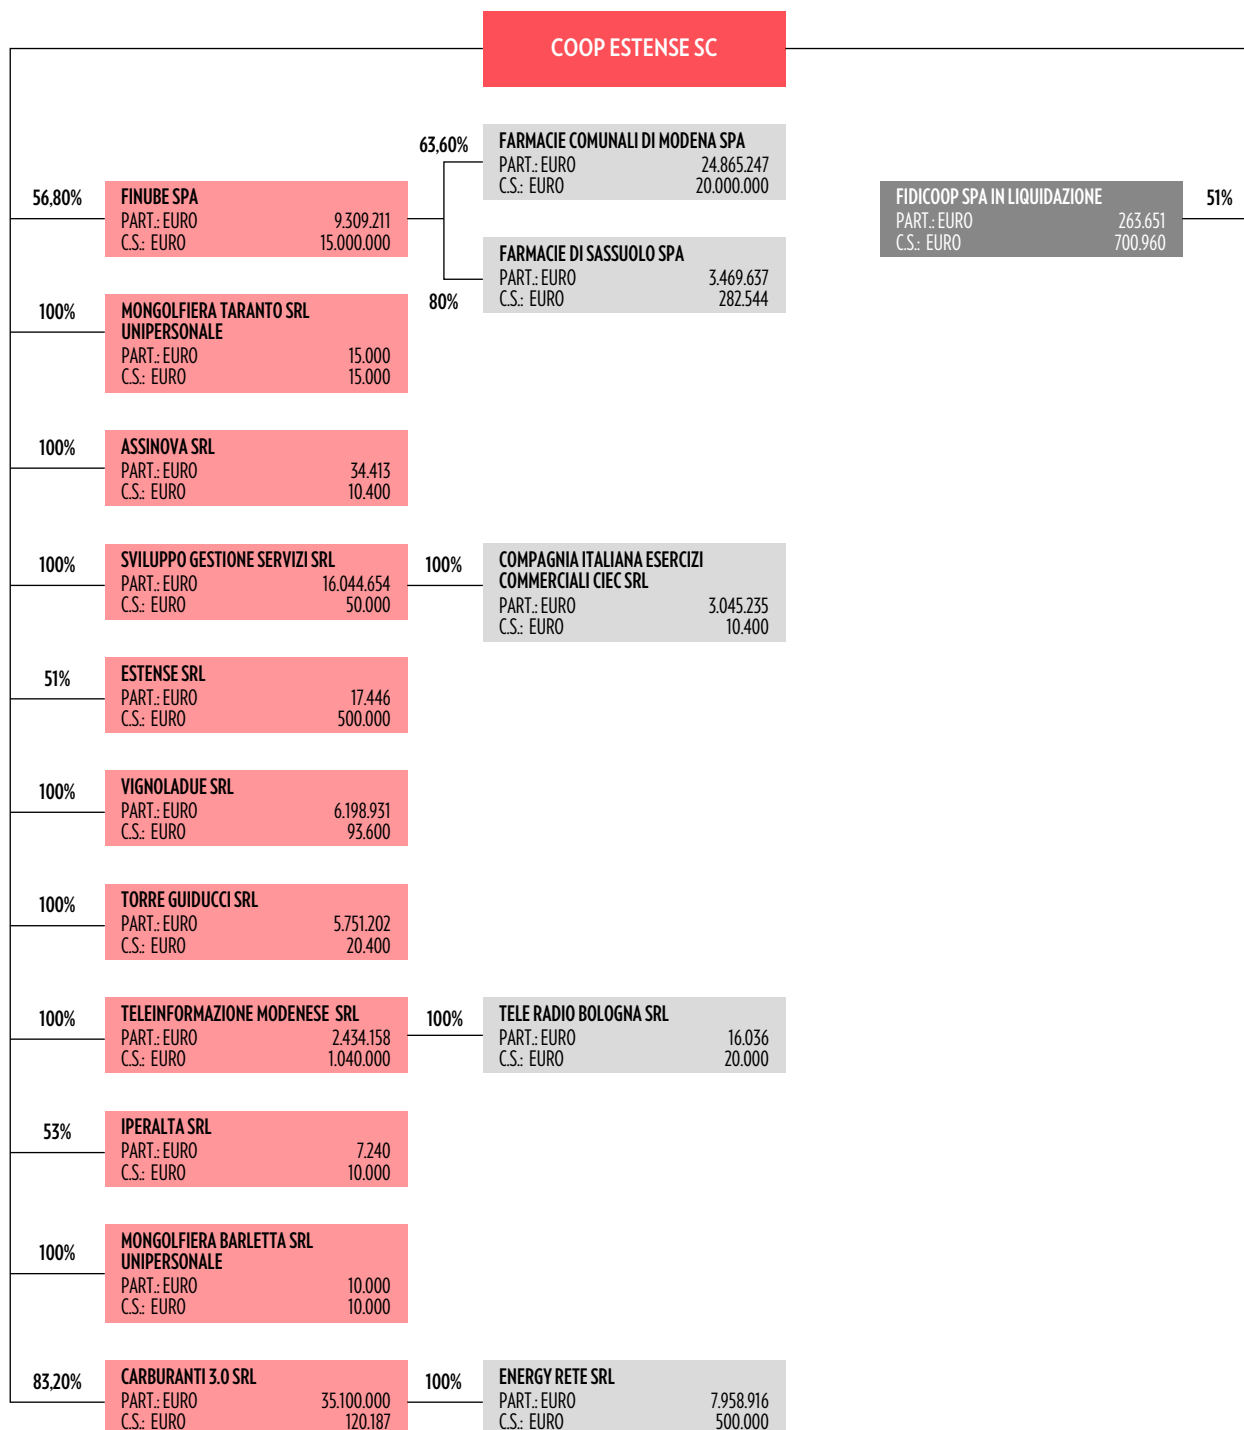 COOP ESTENSE SC
56,80%
FINUBE SPA
PART.: EURO 9.309.211
C.S.: EURO 15.000.000
63,60%
FARMACIE COMUNALI DI MODENA SPA
PART.: EURO 24.865.247
C.S.: EURO 20.000.000
80%
FARMACIE DI SASSUOLO SPA
PART.: EURO 3.469.637
C.S.: EURO 282.544
FIDICOOP SPA IN LIQUIDAZIONE
PART.: EURO 263.651
C.S.: EURO 700.960
51%
100%
MONGOLFIERA TARANTO SRL
UNIPERSONALE
PART.: EURO 15.000
C.S.: EURO 15.000
100%
ASSINOVA SRL
PART.: EURO 34.413
C.S.: EURO 10.400
100%
SVILUPPO GESTIONE SERVIZI SRL
PART.: EURO 16.044.654
C.S.: EURO 50.000
100%
COMPAGNIA ITALIANA ESERCIZI
COMMERCIALI CIEC SRL
PART.: EURO 3.045.235
C.S.: EURO 10.400
51%
ESTENSE SRL
PART.: EURO 17.446
C.S.: EURO 500.000
100%
VIGNOLADUE SRL
PART.: EURO 6.198.931
C.S.: EURO 93.600
100%
TORRE GUIDUCCI SRL
PART.: EURO 5.751.202
C.S.: EURO 20.400
100%
TELEINFORMAZIONE MODENESE SRL
PART.: EURO 2.434.158
C.S.: EURO 1.040.000
100%
TELE RADIO BOLOGNA SRL
PART.: EURO 16.036
C.S.: EURO 20.000
53%
IPERALTA SRL
PART.: EURO 7.240
C.S.: EURO 10.000
100%
MONGOLFIERA BARLETTA SRL
UNIPERSONALE
PART.: EURO 10.000
C.S.: EURO 10.000
83,20%
CARBURANTI 3.0 SRL
PART.: EURO 35.100.000
C.S.: EURO 120.187
100%
ENERGY RETE SRL
PART.: EURO 7.958.916
C.S.: EURO 500.000